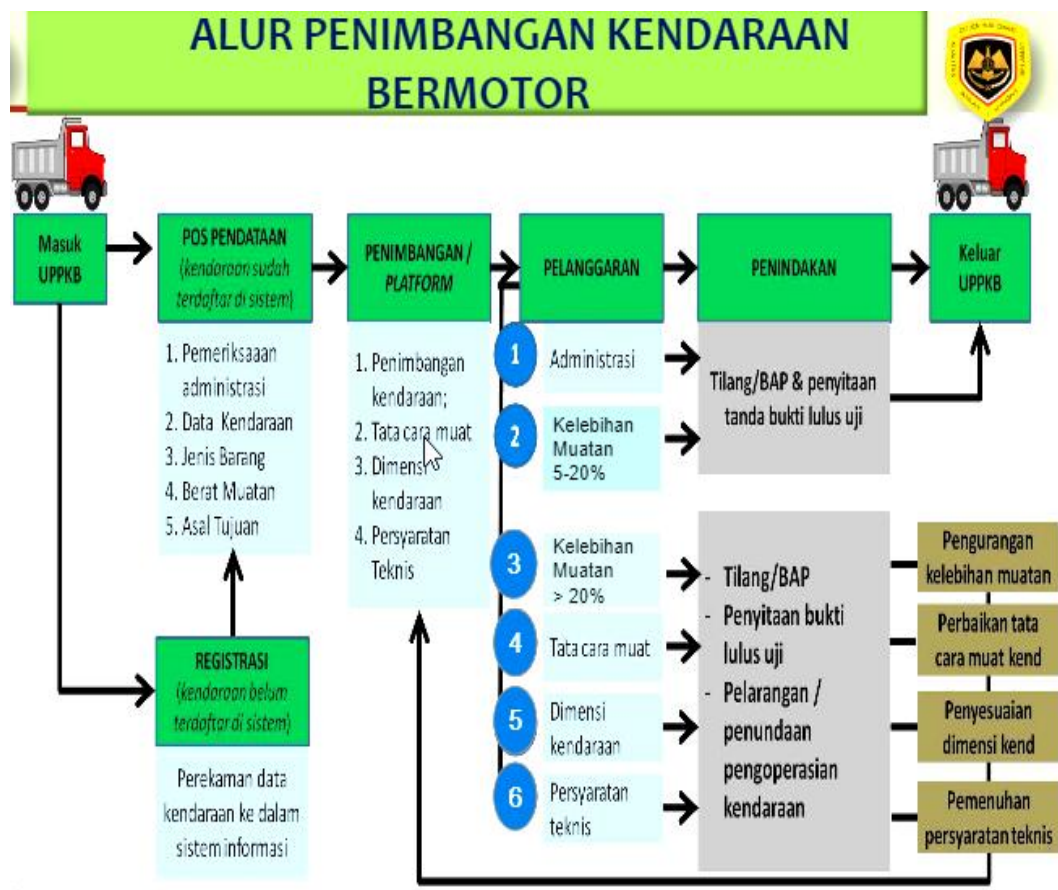 ALUR PENIMBANGAN KENDARAAN
BERMOTOR
Masuk
UPPKB
POS PENDATAAN
(kendaraan sudah
terdaftar di sistem)
1. Pemeriksaaan
administrasi
2. Data Kendaraan
3. Jenis Barang
4. Berat Muatan
5. Asal Tujuan
REGISTRASI
(kendaraan belum
terdaftar di sistem)
Perekaman data
kendaraan ke dalam
sistem informasi
PENIMBANGAN /
PLATFORM
1. Penimbangan
kendaraan;
2. Tata cara muat
3. Dimensi
kendaraan
4. Persyaratan
Teknis
PELANGGARAN
1 Administrasi
2 Kelebihan
Muatan
5-20%
3 Kelebihan
Muatan
> 20%
4 Tata cara muat
5 Dimensi
kendaraan
6 Persyaratan
teknis
PENINDAKAN
Tilang/BAP & penyitaan
tanda bukti lulus uji
- Tilang/BAP
- Penyitaan bukti
lulus uji
- Pelarangan /
penundaan
pengoperasian
kendaraan
Keluar
UPPKB
Pengurangan
kelebihan muatan
Perbaikan tata
cara muat kend
Penyesuaian
dimensi kend
Pemenuhan
persyaratan teknis